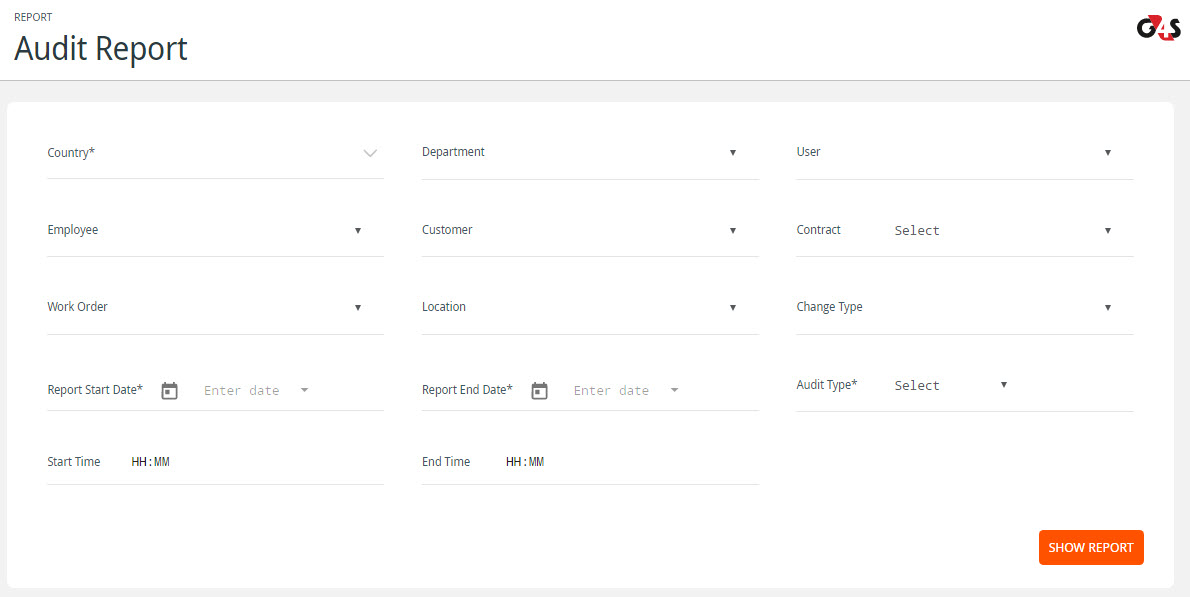 REPORT
Audit Report
G4S
Country*
Department
User
Employee
Customer
Contract Select
Work Order
Location
Change Type
Report Start Date* Enter date
Report End Date* Enter date
Audit Type* Select
Start Time HH:MM
End Time HH:MM
SHOW REPORT